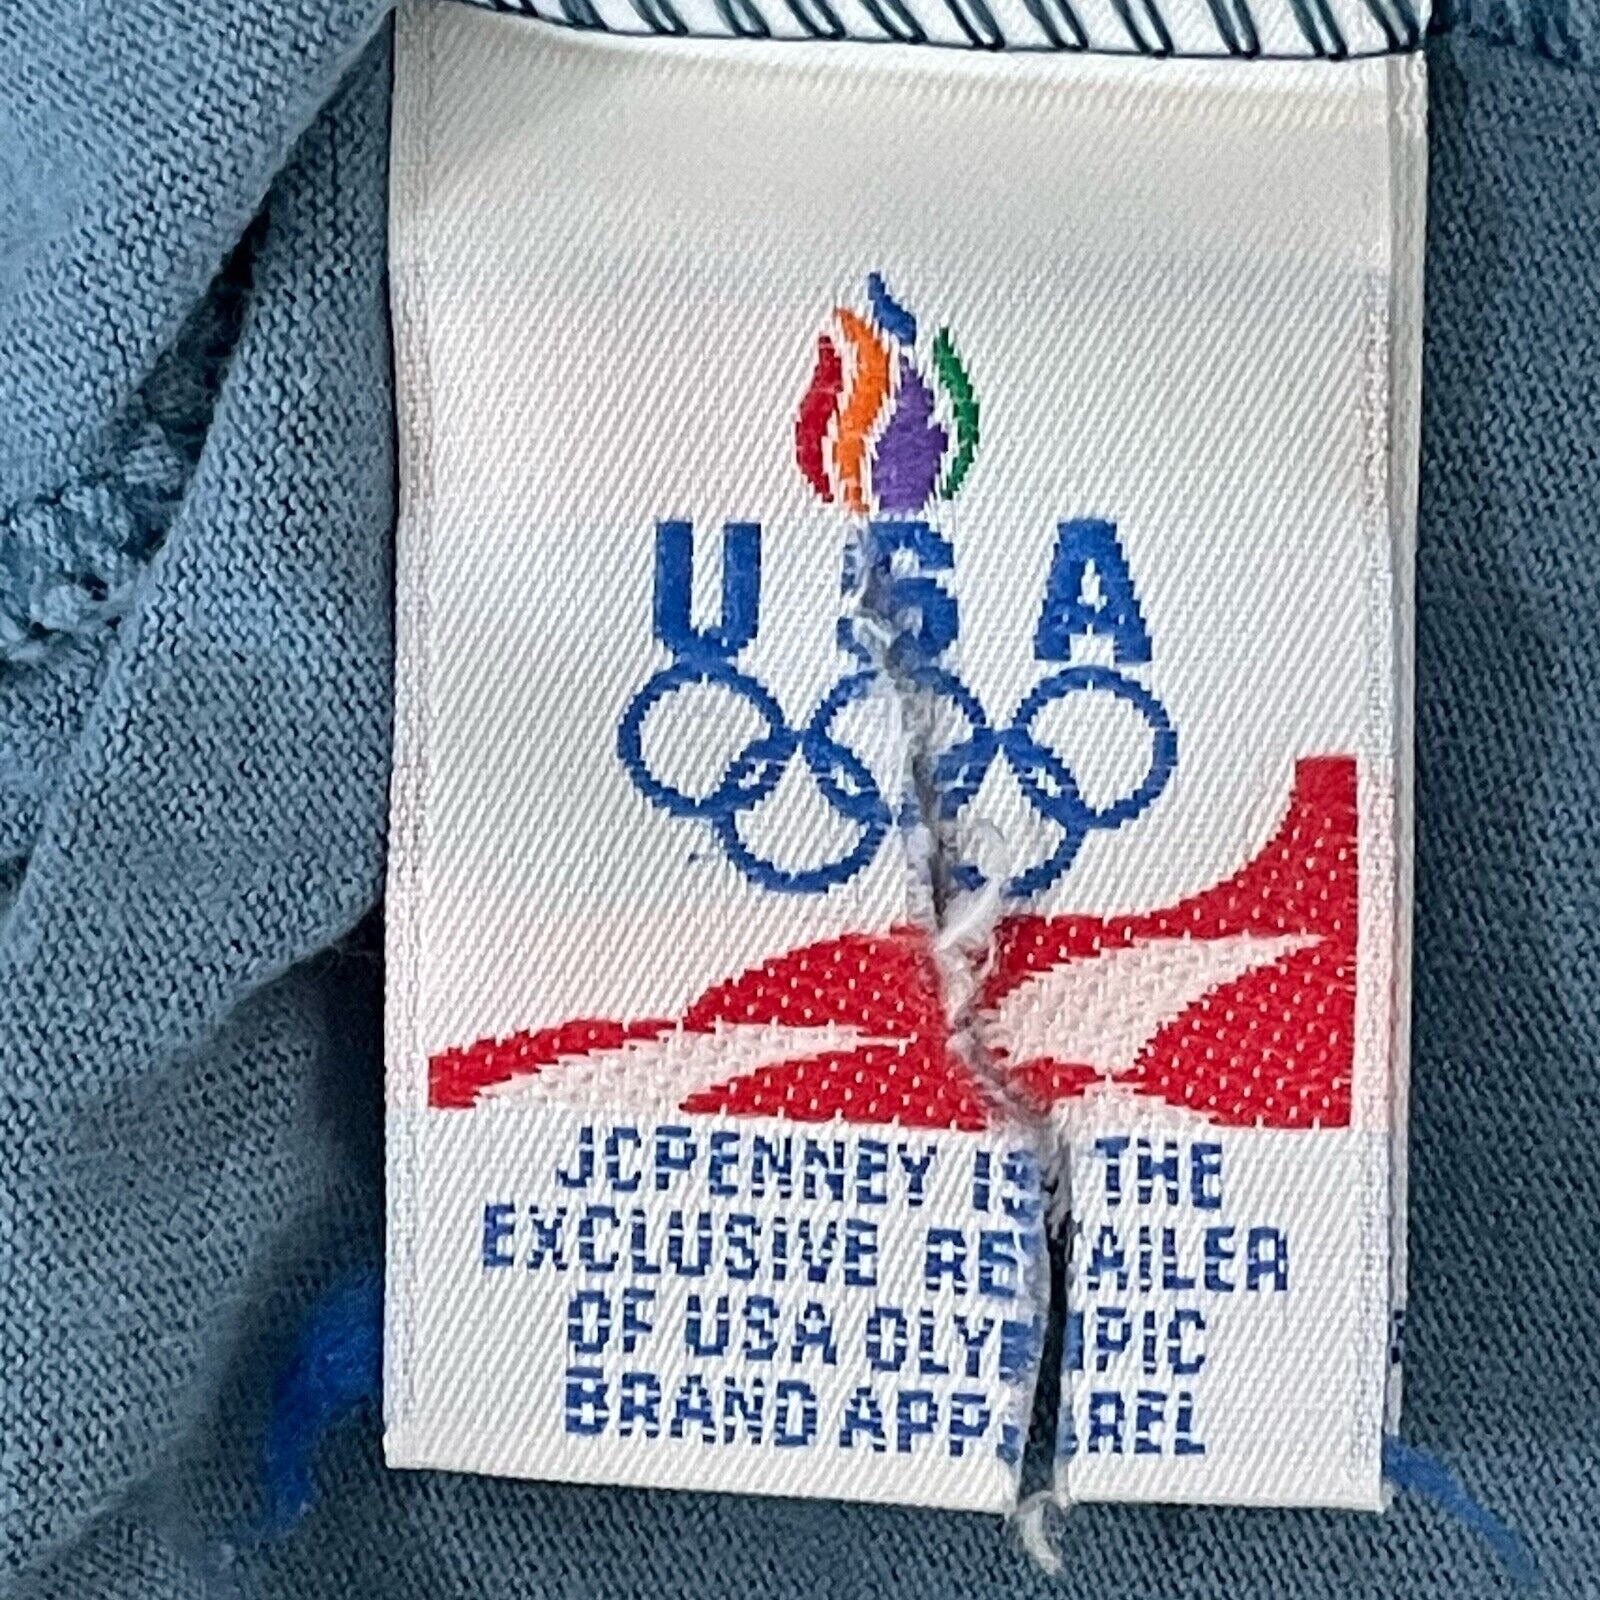 USA
JCPENNEY IS THE
EXCLUSIVE RETAILER
OF USA OLYMPIC
BRAND APPAREL